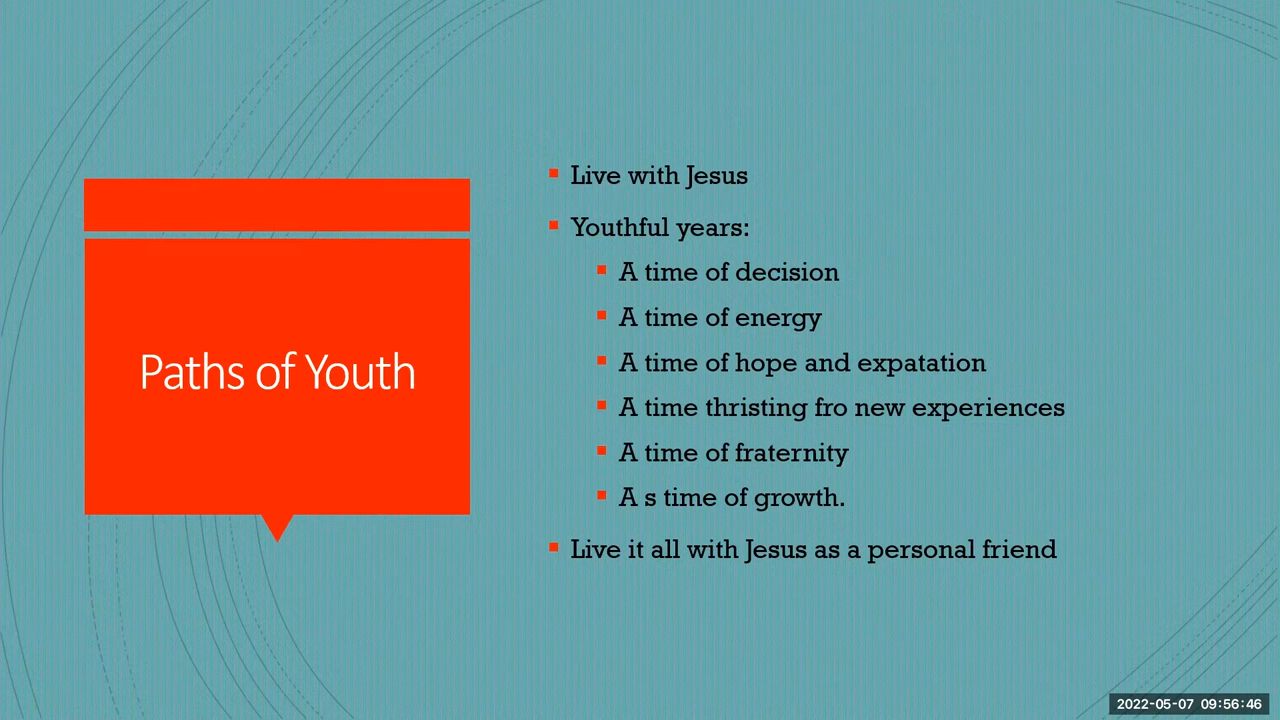 Paths of Youth
Live with Jesus
Youthful years:
A time of decision
A time of energy
A time of hope and expatation
A time thristing fro new experiences
A time of fraternity
A s time of growth.
Live it all with Jesus as a personal friend
2022-05-07 09:56:46